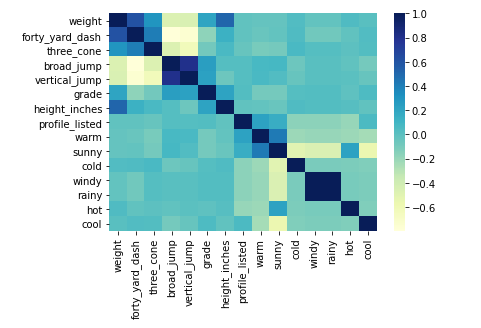 weight
forty_yard_dash
three_cone
broad_jump
vertical_jump
grade
height_inches
profile_listed
warm
sunny
cold
windy
rainy
hot
cool
weight
forty_yard_dash
three_cone
broad_jump
vertical_jump
grade
height_inches
profile_listed
warm
sunny
cold
windy
rainy
hot
cool
1.0
0.8
0.6
0.4
0.2
0.0
−0.2
−0.4
−0.6